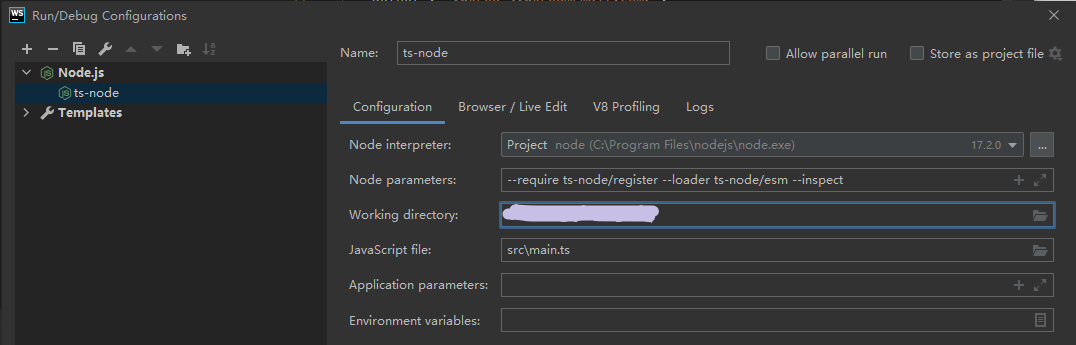 WS Run/Debug Configurations
Name: ts-node Allow parallel run Store as project file
Node.js
ts-node
Templates
Configuration Browser / Live Edit V8 Profiling Logs
Node interpreter: Project node (C:\Program Files\nodejs\node.exe) 17.2.0 ...
Node parameters: --require ts-node/register --loader ts-node/esm --inspect
Working directory:
JavaScript file: src\main.ts
Application parameters:
Environment variables: